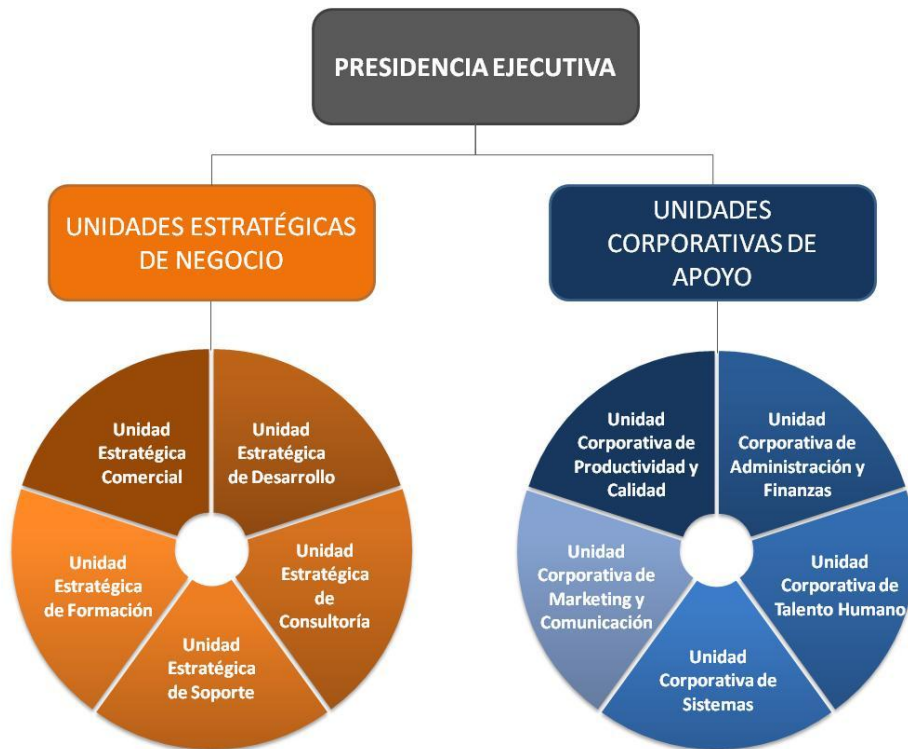 PRESIDENCIA EJECUTIVA
UNIDADES ESTRATÉGICAS
DE NEGOCIO
UNIDADES
CORPORATIVAS DE
APOYO
Unidad
Estratégica
Comercial
Unidad
Estratégica
de Desarrollo
Unidad
Estratégica
de
Consultoría
Unidad
Estratégica
de Soporte
Unidad
Estratégica
de Formación
Unidad
Corporativa de
Productividad y
Calidad
Unidad
Corporativa de
Administración y
Finanzas
Unidad
Corporativa de
Talento Humano
Unidad
Corporativa de
Sistemas
Unidad
Corporativa de
Marketing y
Comunicación